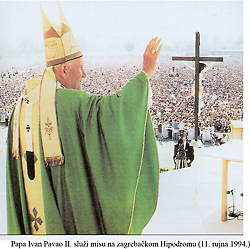 Papa Ivan Pavao II. služi misu na zagrebačkom Hipodromu (11. rujna 1994.)